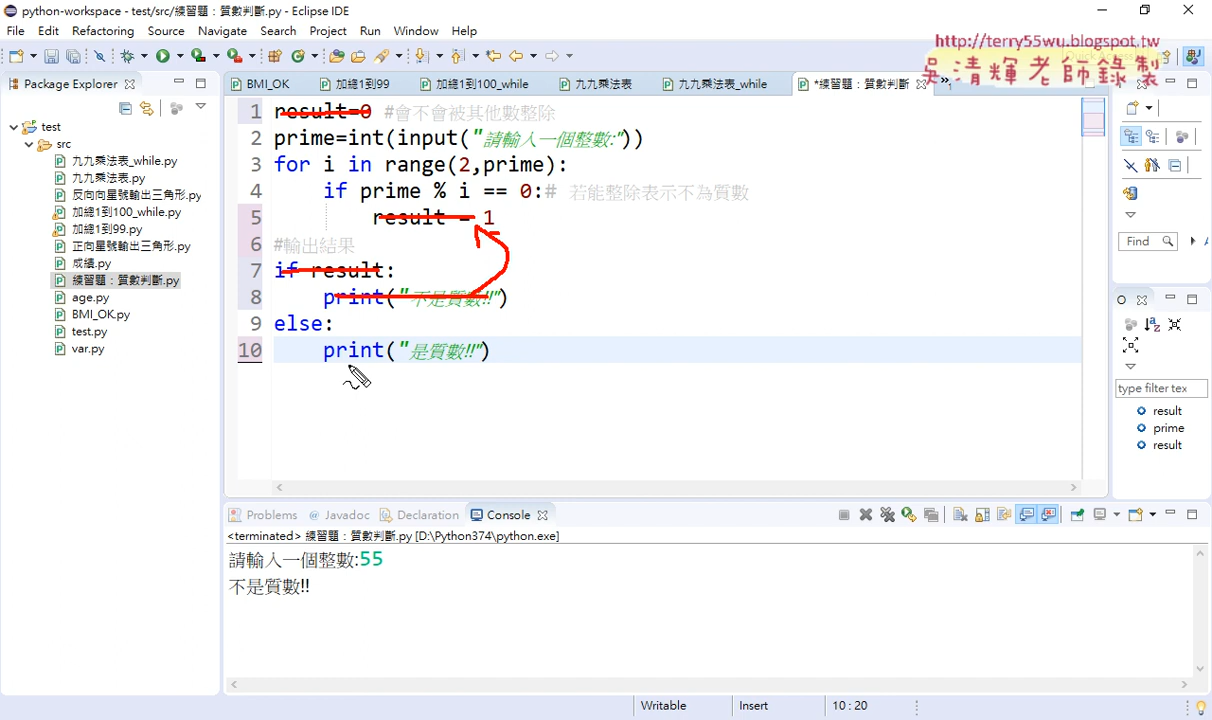 python-workspace - test/src/練習題：質數判斷.py - Eclipse IDE
File Edit Refactoring Source Navigate Search Project Run Window Help
http://terry55wu.blogspot.tw
吳清輝老師錄製
Package Explorer
BMI_OK 加總1到99 加總1到100_while 九九乘法表 九九乘法表_while *練習題：質數判斷
test
src
九九乘法表_while.py
九九乘法表.py
反向向星號輸出三角形.py
加總1到100_while.py
加總1到99.py
正向星號輸出三角形.py
成績.py
練習題：質數判斷.py
age.py
BMI_OK.py
test.py
var.py
1 result=0 #會不會被其他數整除
2 prime=int(input("請輸入一個整數:"))
3 for i in range(2,prime):
4 if prime % i == 0:# 若能整除表示不為質數
5 result = 1
6 #輸出結果
7 if result:
8 print("不是質數!!")
9 else:
10 print("是質數!!")
Find
type filter tex
result
prime
result
Problems Javadoc Declaration Console
<terminated> 練習題：質數判斷.py [D:\Python374\python.exe]
請輸入一個整數:55
不是質數!!
Writable Insert 10 : 20